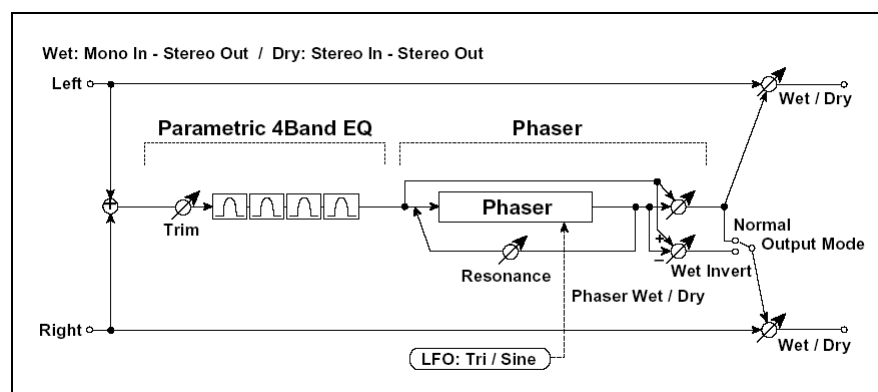 Wet: Mono In - Stereo Out / Dry: Stereo In - Stereo Out
Left
Wet / Dry
Parametric 4Band EQ
Phaser
+
Trim
Phaser
Normal
Output Mode
+
−
Resonance
Wet Invert
Phaser Wet / Dry
Right
Wet / Dry
LFO: Tri / Sine